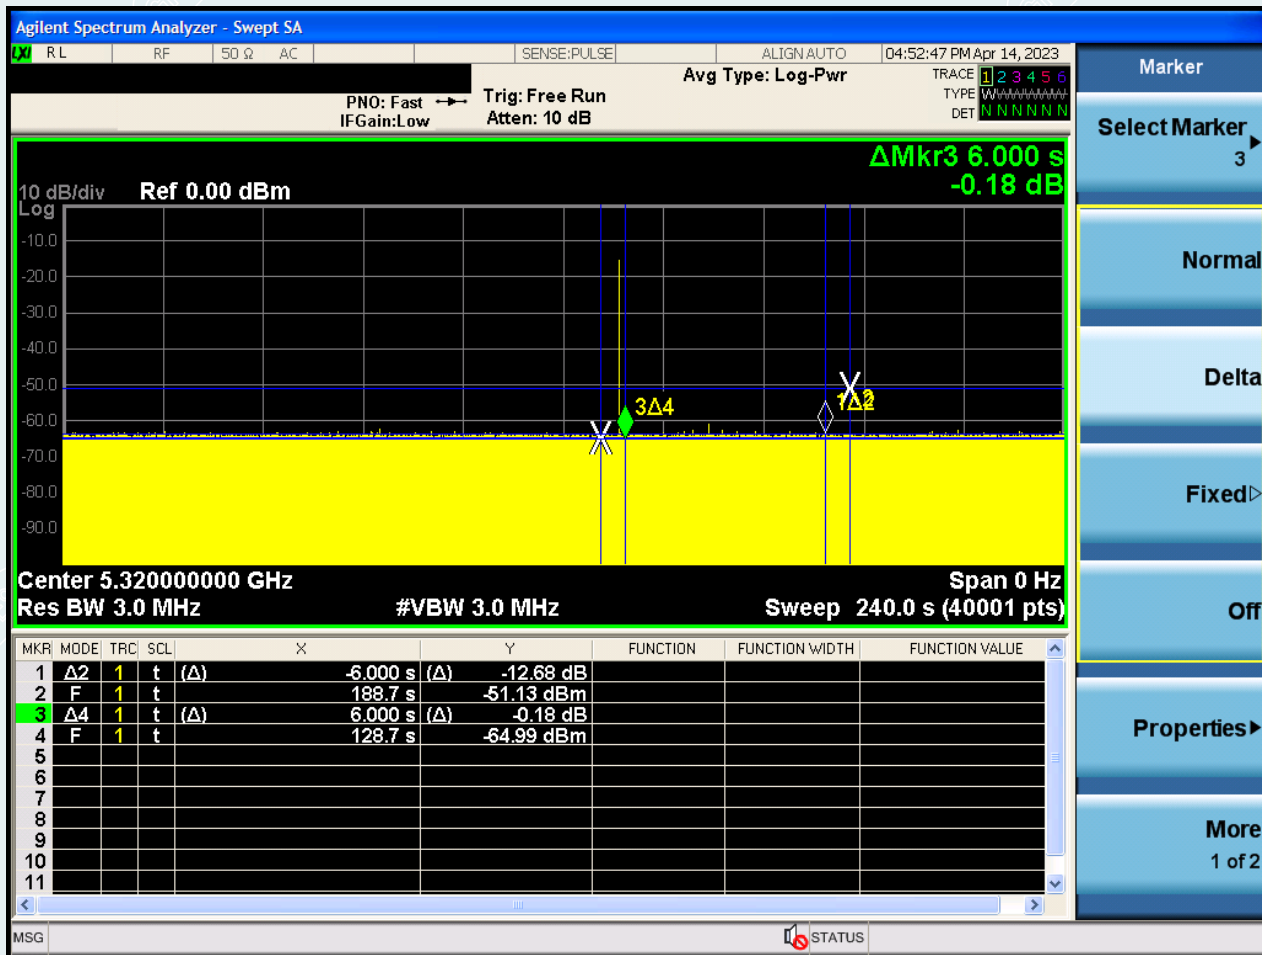 Agilent Spectrum Analyzer - Swept SA
LXI RL RF 50 Ω AC SENSE:PULSE ALIGN AUTO 04:52:47 PM Apr 14, 2023
Avg Type: Log-Pwr
TRACE 1 2 3 4 5 6
PNO: Fast Trig: Free Run
TYPE W
IFGain:Low Atten: 10 dB
DET N N N N N N
ΔMkr3 6.000 s
-0.18 dB
10 dB/div Ref 0.00 dBm
Log
-10.0
-20.0
-30.0
-40.0
-50.0
-60.0
-70.0
-80.0
-90.0
3Δ4
1Δ2
Center 5.320000000 GHz Span 0 Hz
Res BW 3.0 MHz #VBW 3.0 MHz Sweep 240.0 s (40001 pts)
MKR MODE TRC SCL X Y FUNCTION FUNCTION WIDTH FUNCTION VALUE
1 Δ2 1 t (Δ) -6.000 s (Δ) -12.68 dB
2 F 1 t 188.7 s -51.13 dBm
3 Δ4 1 t (Δ) 6.000 s (Δ) -0.18 dB
4 F 1 t 128.7 s -64.99 dBm
5
6
7
8
9
10
11
MSG STATUS
Marker
Select Marker
3
Normal
Delta
Fixed
Off
Properties
More
1 of 2